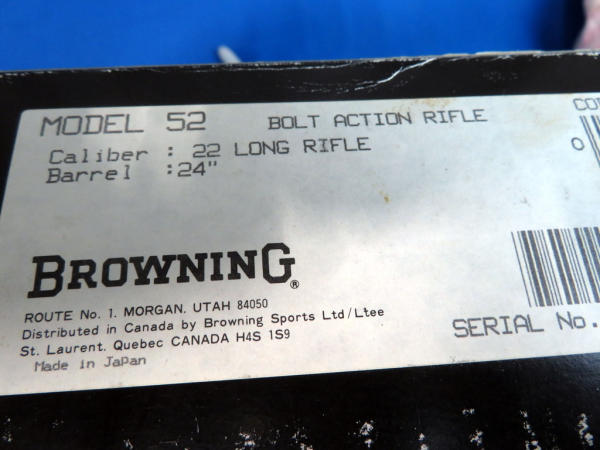 MODEL 52 BOLT ACTION RIFLE
Caliber : 22 LONG RIFLE
Barrel :24"
BROWNING®
ROUTE No. 1. MORGAN. UTAH 84050
Distributed in Canada by Browning Sports Ltd/Ltee
St. Laurent. Quebec CANADA H4S 1S9
Made in Japan
0
SERIAL No.